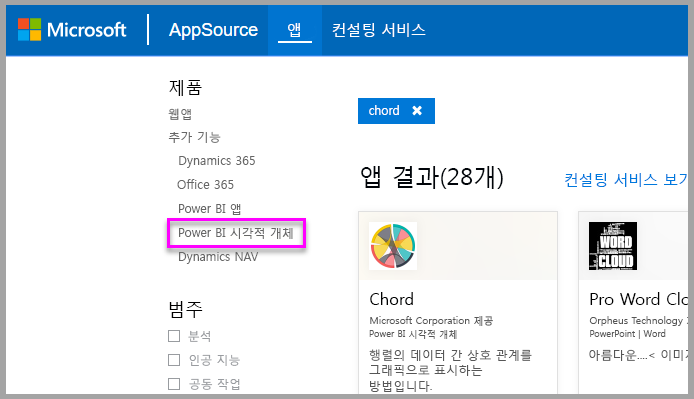 Microsoft AppSource 앱 컨설팅 서비스
제품
웹앱
추가 기능
Dynamics 365
Office 365
Power BI 앱
Power BI 시각적 개체
Dynamics NAV
범주
분석
인공 지능
공동 작업
chord ✖
앱 결과(28개)
컨설팅 서비스 보기
Chord
Microsoft Corporation 제공
Power BI 시각적 개체
행렬의 데이터 간 상호 관계를
그래픽으로 표시하는
방법입니다.
WORD
CLOUD
Pro Word Clo
Orpheus Technology
PowerPoint | Word
아름다운....< 이미지